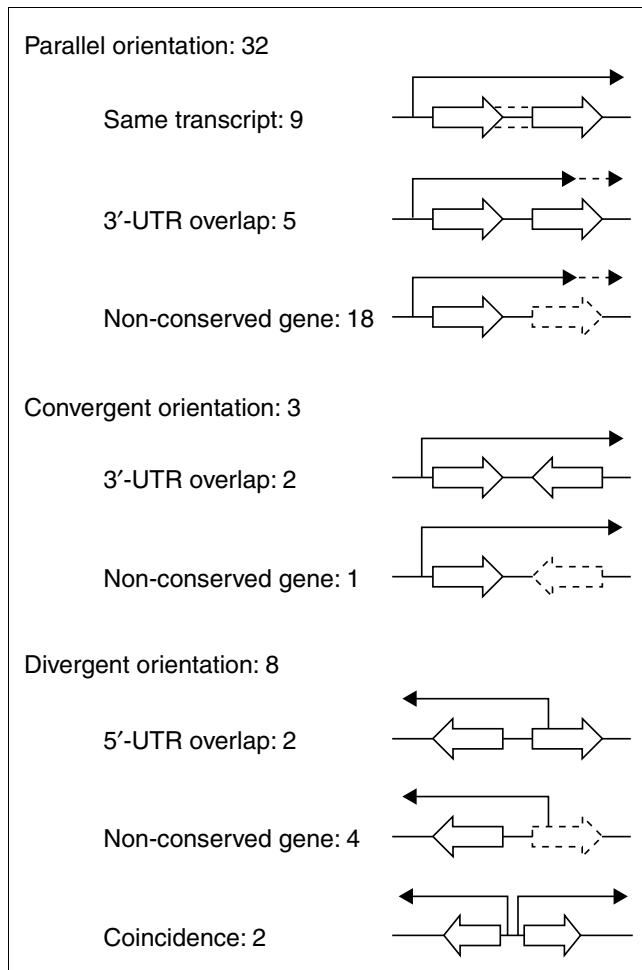 Parallel orientation: 32
Same transcript: 9
3′-UTR overlap: 5
Non-conserved gene: 18
Convergent orientation: 3
3′-UTR overlap: 2
Non-conserved gene: 1
Divergent orientation: 8
5′-UTR overlap: 2
Non-conserved gene: 4
Coincidence: 2